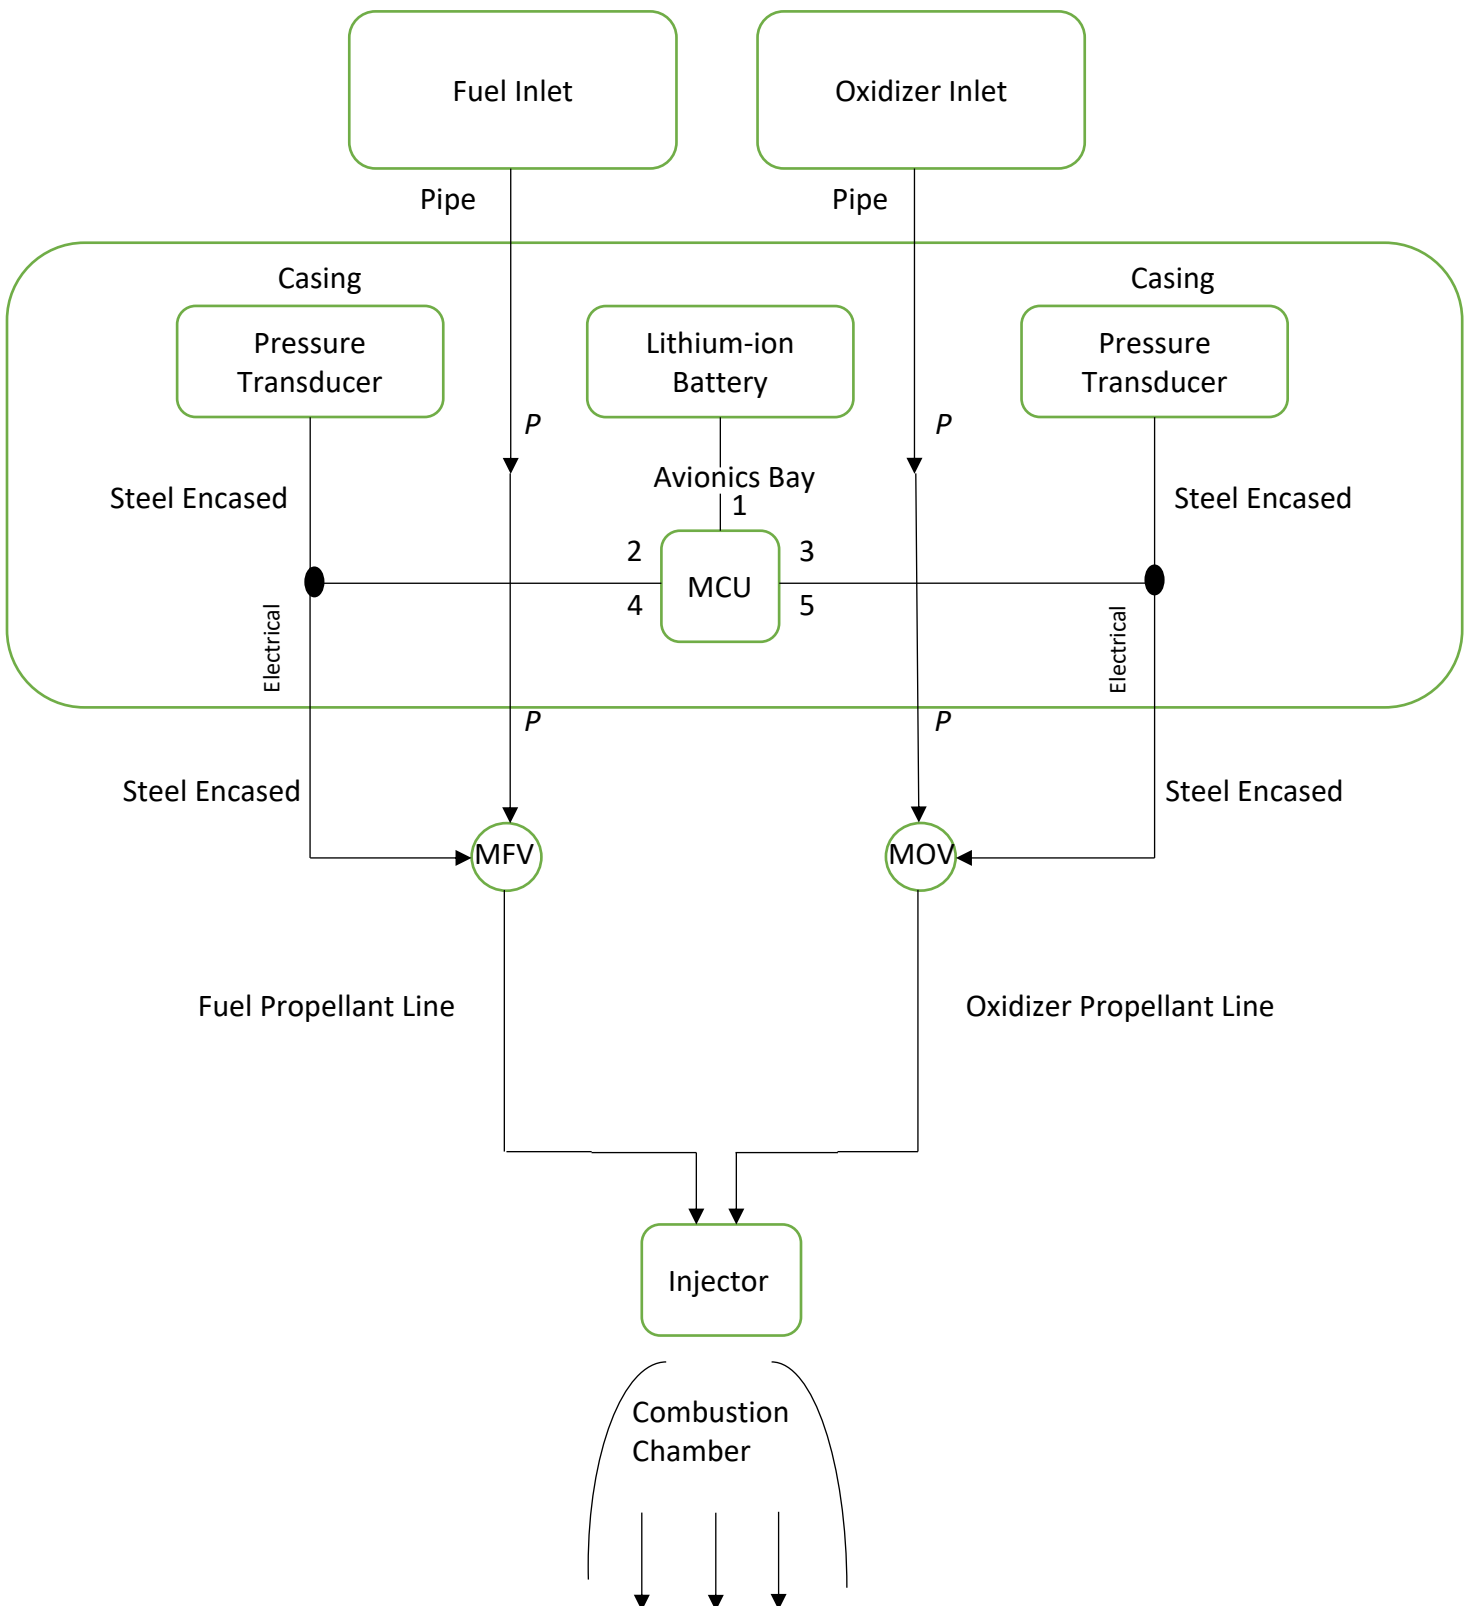 Fuel Inlet
Oxidizer Inlet
Pipe
Pipe
Casing
Casing
Pressure
Transducer
Lithium-ion
Battery
Pressure
Transducer
P
P
Steel Encased
Avionics Bay
Steel Encased
1
2
3
MCU
4
5
Electrical
Electrical
P
P
Steel Encased
Steel Encased
MFV
MOV
Fuel Propellant Line
Oxidizer Propellant Line
Injector
Combustion
Chamber